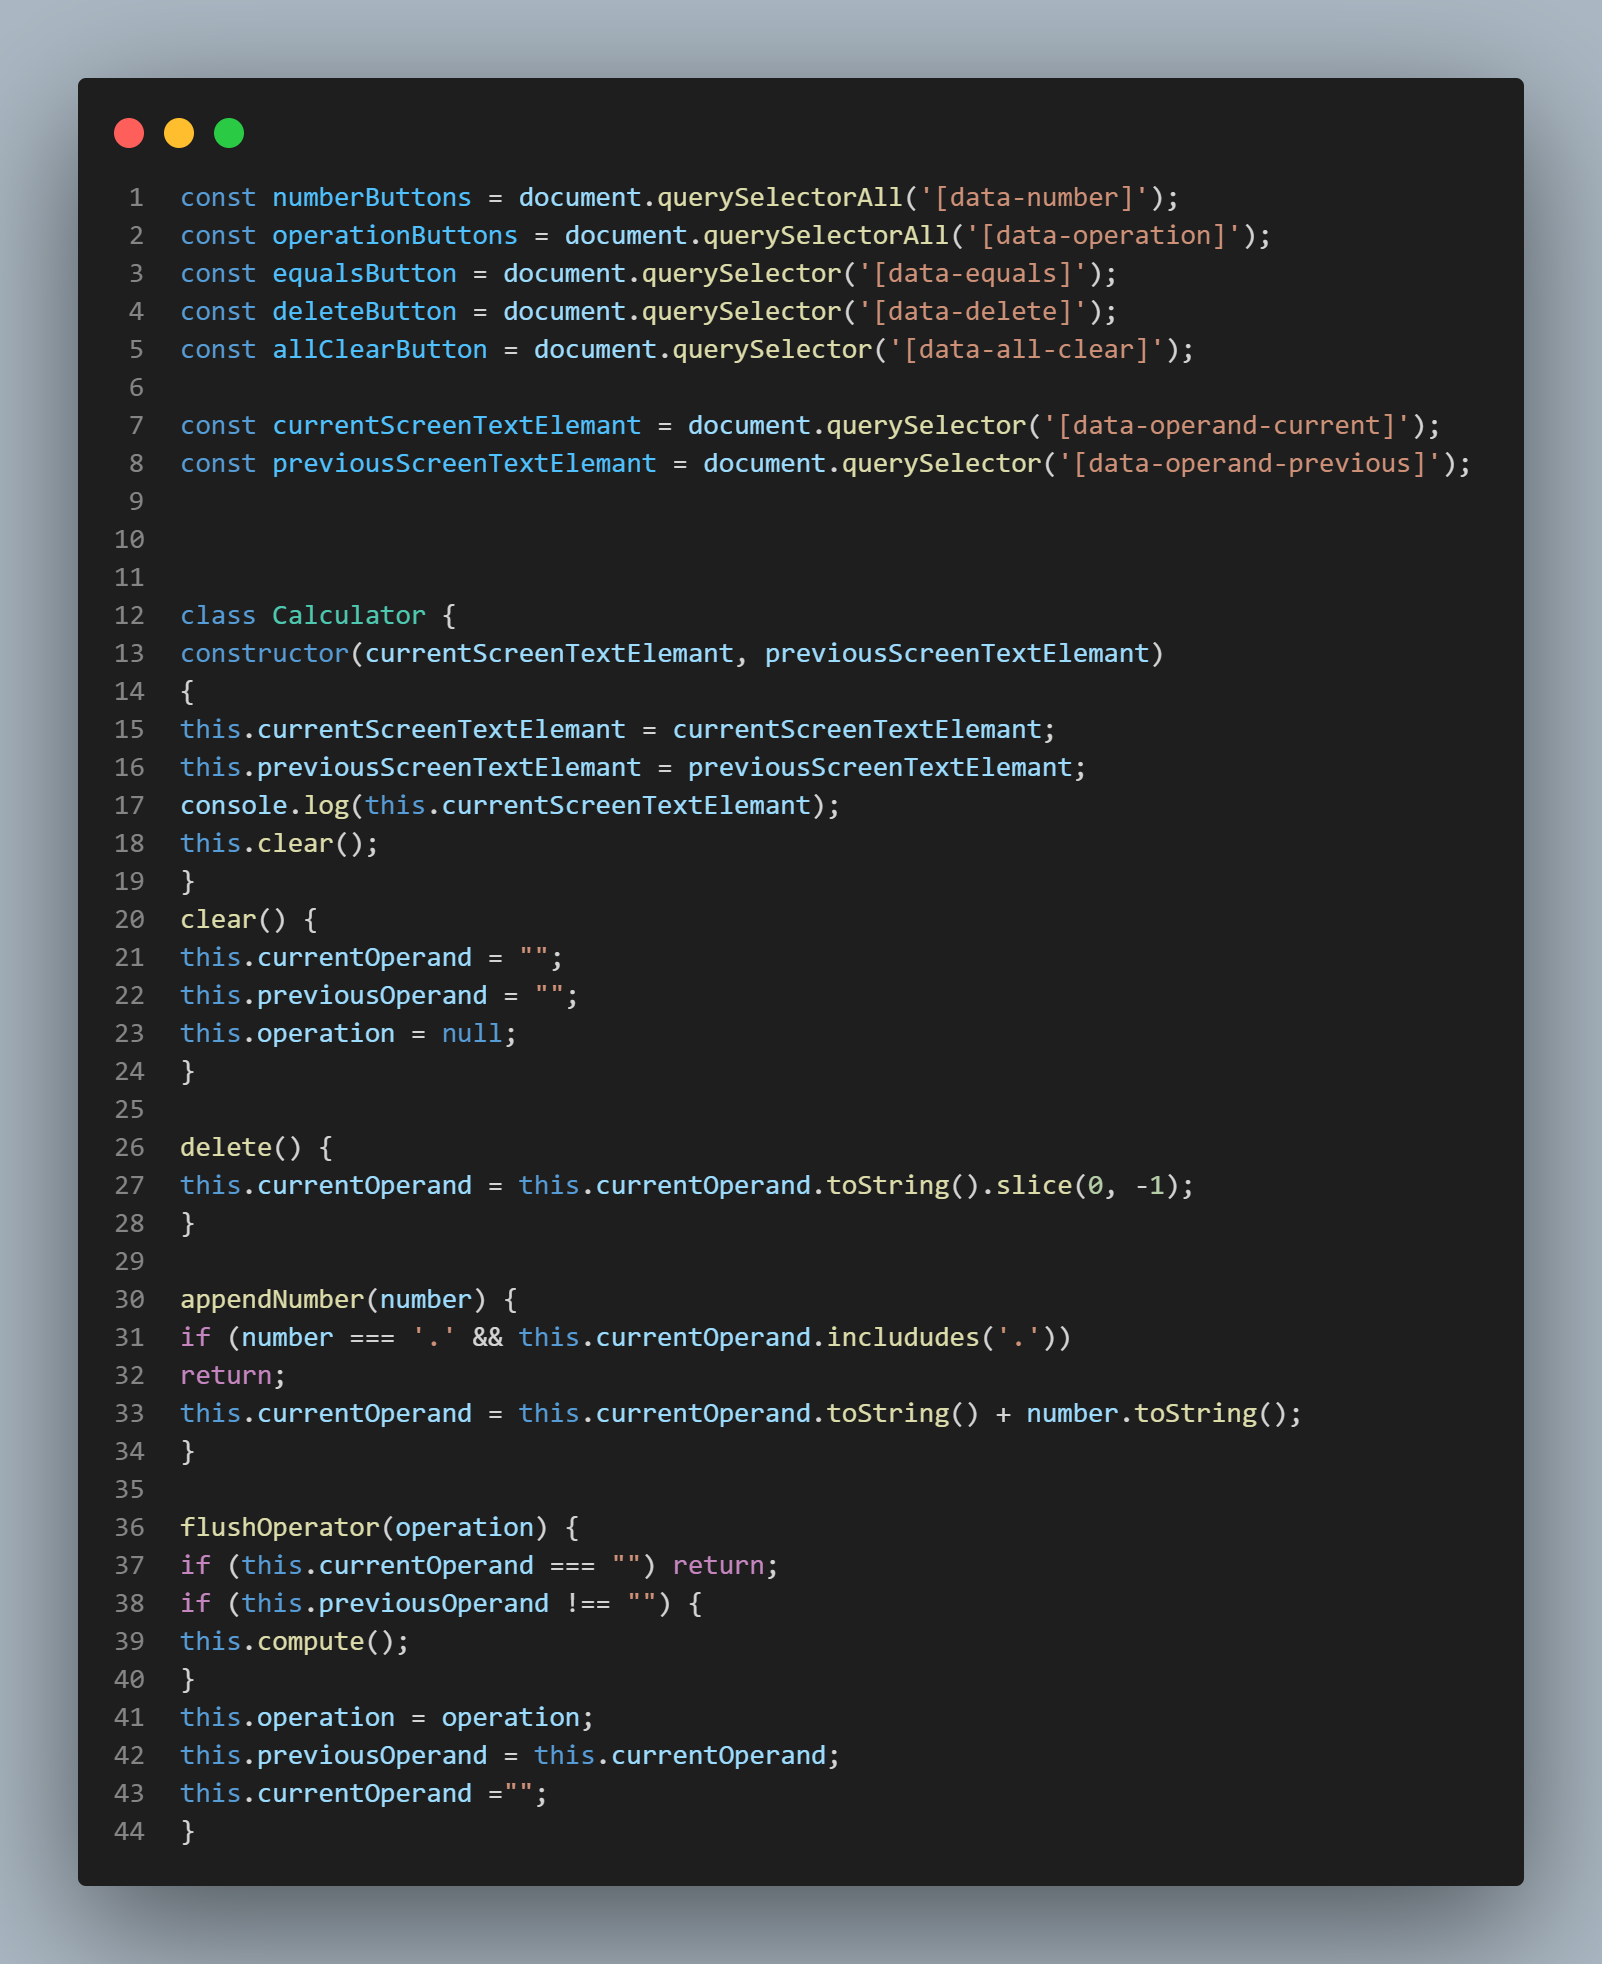 1 const numberButtons = document.querySelectorAll('[data-number]');
2 const operationButtons = document.querySelectorAll('[data-operation]');
3 const equalsButton = document.querySelector('[data-equals]');
4 const deleteButton = document.querySelector('[data-delete]');
5 const allClearButton = document.querySelector('[data-all-clear]');
6
7 const currentScreenTextElemant = document.querySelector('[data-operand-current]');
8 const previousScreenTextElemant = document.querySelector('[data-operand-previous]');
9
10
11
12 class Calculator {
13 constructor(currentScreenTextElemant, previousScreenTextElemant)
14 {
15 this.currentScreenTextElemant = currentScreenTextElemant;
16 this.previousScreenTextElemant = previousScreenTextElemant;
17 console.log(this.currentScreenTextElemant);
18 this.clear();
19 }
20 clear() {
21 this.currentOperand = "";
22 this.previousOperand = "";
23 this.operation = null;
24 }
25
26 delete() {
27 this.currentOperand = this.currentOperand.toString().slice(0, -1);
28 }
29
30 appendNumber(number) {
31 if (number === '.' && this.currentOperand.includudes('.'))
32 return;
33 this.currentOperand = this.currentOperand.toString() + number.toString();
34 }
35
36 flushOperator(operation) {
37 if (this.currentOperand === "") return;
38 if (this.previousOperand !== "") {
39 this.compute();
40 }
41 this.operation = operation;
42 this.previousOperand = this.currentOperand;
43 this.currentOperand ="";
44 }